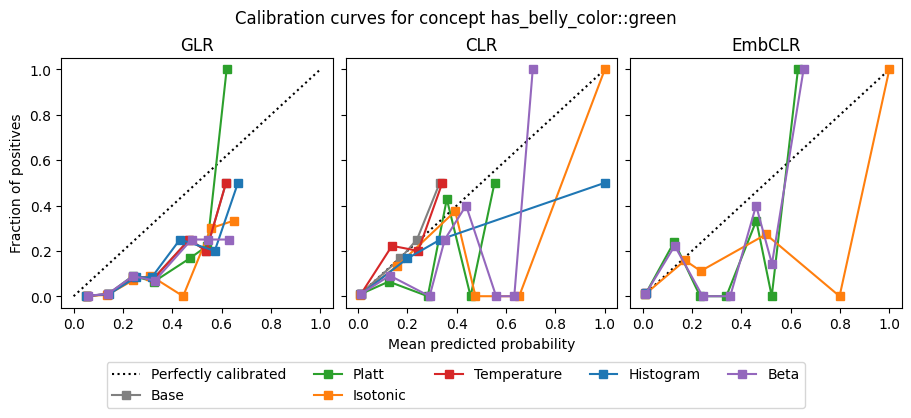 Calibration curves for concept has_belly_color::green
GLR
CLR
EmbCLR
Fraction of positives
1.0
0.8
0.6
0.4
0.2
0.0
0.0 0.2 0.4 0.6 0.8 1.0
0.0 0.2 0.4 0.6 0.8 1.0
0.0 0.2 0.4 0.6 0.8 1.0
Mean predicted probability
Perfectly calibrated Platt Temperature Histogram Beta
Base Isotonic